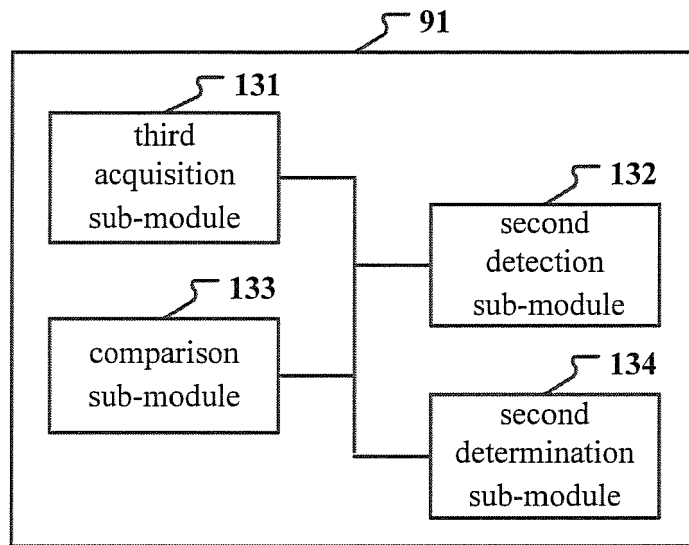 91
131
third
acquisition
sub-module
132
second
detection
sub-module
133
comparison
sub-module
134
second
determination
sub-module